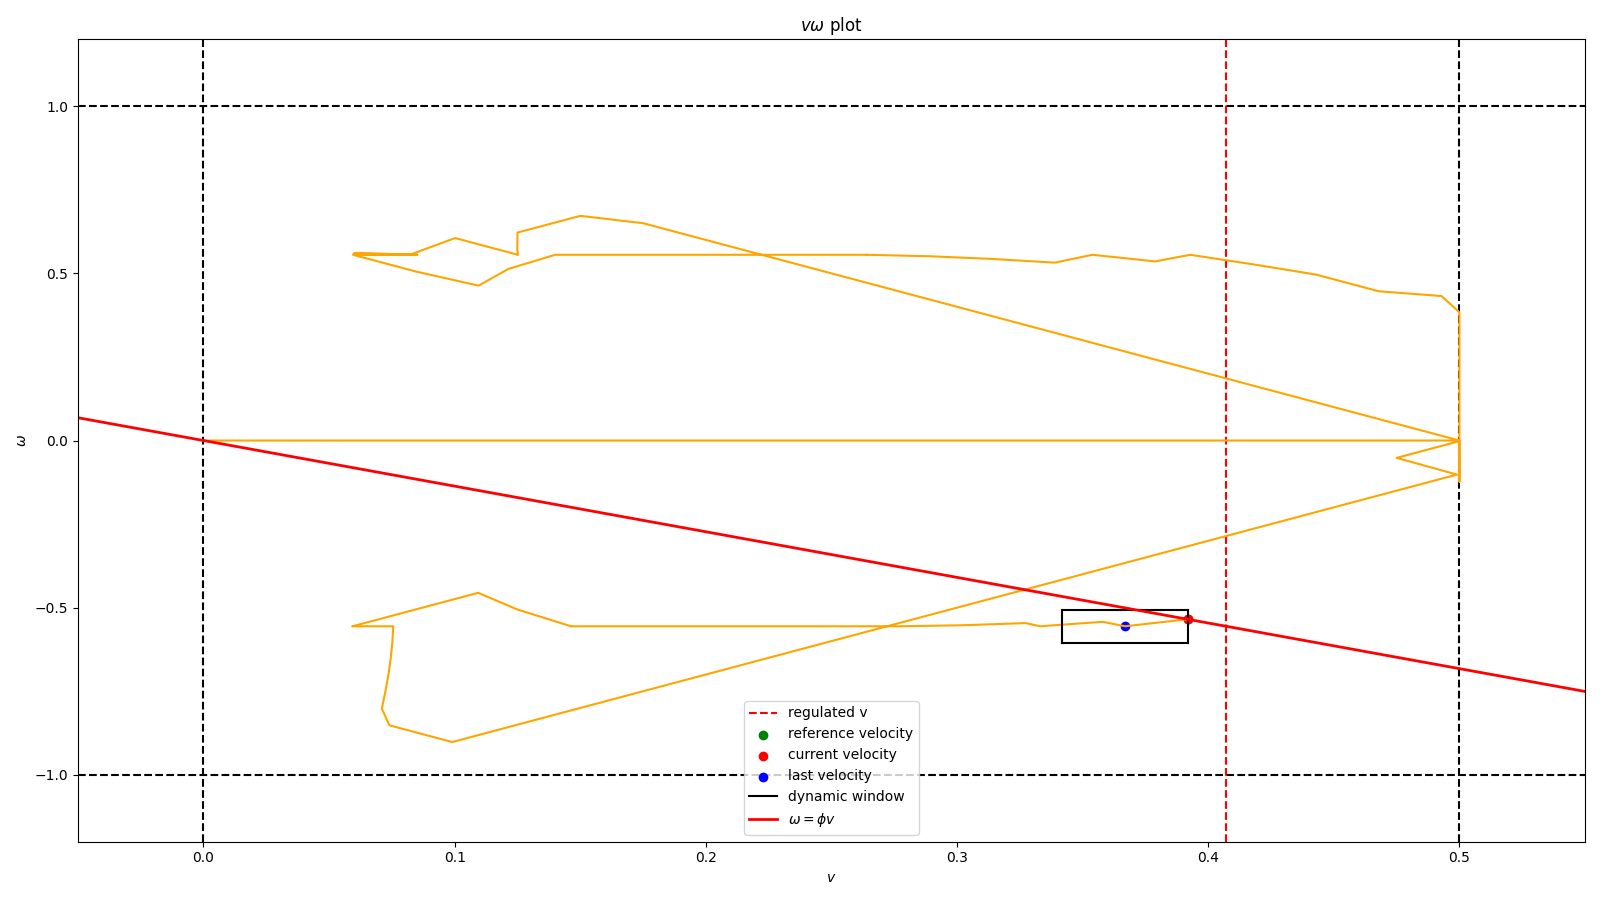 vω plot
1.0
0.5
0.0
−0.5
−1.0
ω
regulated v
reference velocity
current velocity
last velocity
dynamic window
ω = ϕv
0.0 0.1 0.2 0.3 0.4 0.5
v